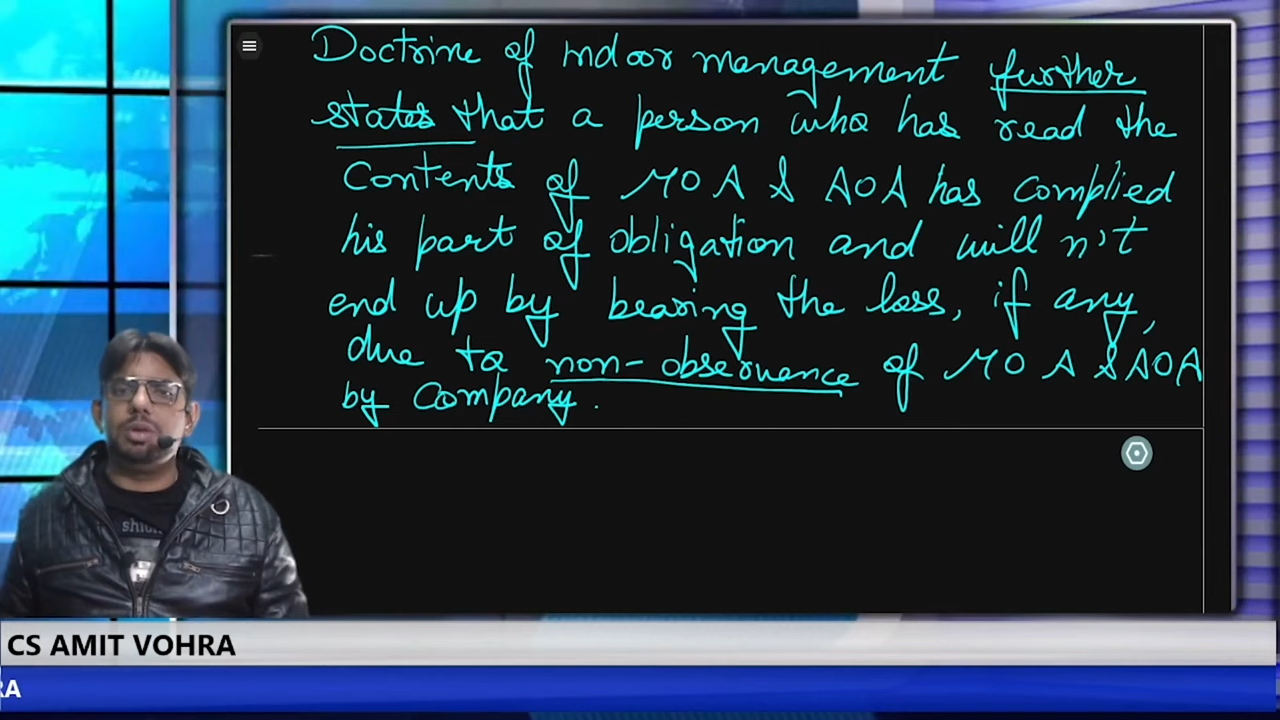 Doctrine of indoor management further
states that a person who has read the
Contents of MOA & AOA has complied
his part of obligation and will n't
end up by bearing the loss, if any,
due to non-observance of MOA & AOA
by Company.
shion
CS AMIT VOHRA
RA